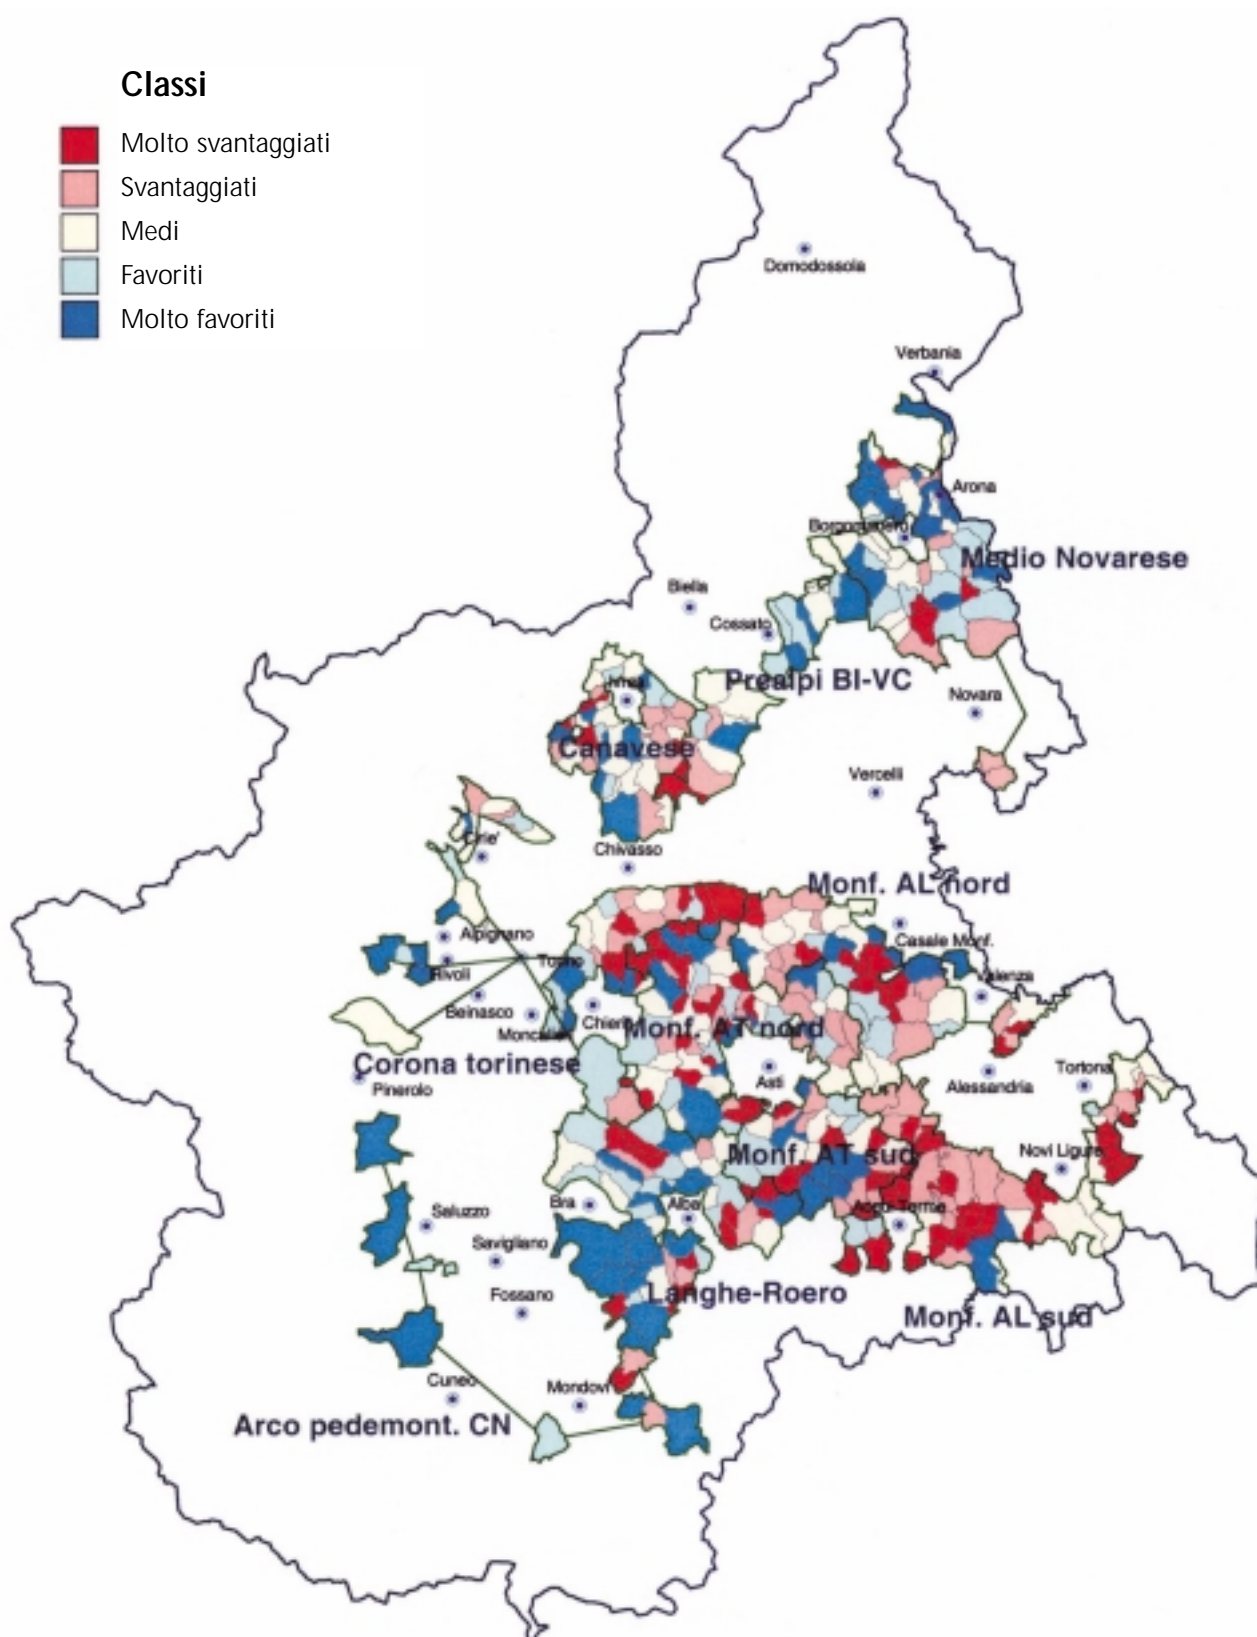 Classi
Molto svantaggiati
Svantaggiati
Medi
Favoriti
Molto favoriti
Domodossola
Verbania
Arona
Borgomanero
Medio Novarese
Biella
Cossato
Prealpi BI-VC
Ivrea
Novara
Canavese
Vercelli
Cirie'
Chivasso
Monf. AL nord
Alpignano
Casale Monf.
Torino
Rivoli
Valenza
Beinasco
Chieri
Monf. AT nord
Corona torinese
Asti
Tortona
Pinerolo
Alessandria
Monf. AT sud
Novi Ligure
Bra
Alba
Acqui Terme
Saluzzo
Savigliano
Langhe-Roero
Fossano
Monf. AL sud
Cuneo
Mondovi
Arco pedemont. CN